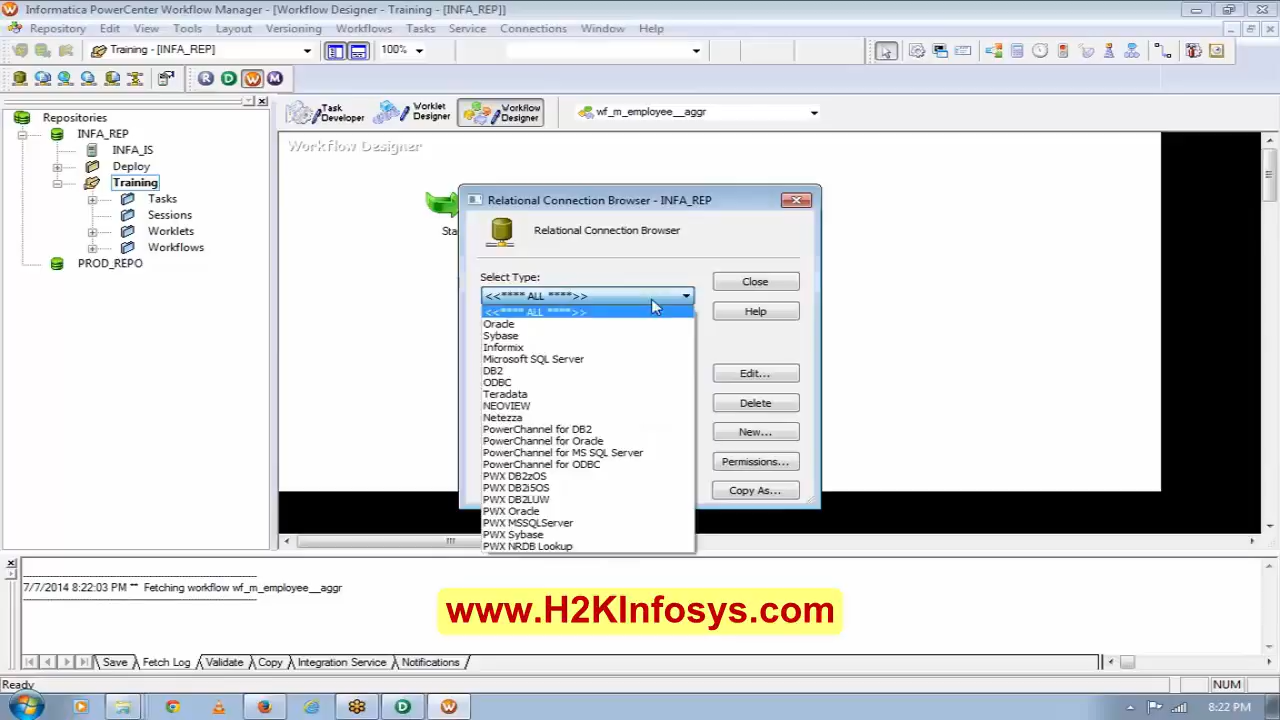 Informatica PowerCenter Workflow Manager - [Workflow Designer - Training - [INFA_REP]]
Repository Edit View Tools Layout Versioning Workflows Tasks Service Connections Window Help
Training - [INFA_REP]
100%
R D W M
Repositories
INFA_REP
INFA_IS
Deploy
Training
Tasks
Sessions
Worklets
Workflows
PROD_REPO
Task Developer
Worklet Designer
Workflow Designer
wf_m_employee__aggr
Workflow Designer
Sta
Relational Connection Browser - INFA_REP
Relational Connection Browser
Select Type:
<<**** ALL ****>>
<<**** ALL ****>>
Oracle
Sybase
Informix
Microsoft SQL Server
DB2
ODBC
Teradata
NEOVIEW
Netezza
PowerChannel for DB2
PowerChannel for Oracle
PowerChannel for MS SQL Server
PowerChannel for ODBC
PWX DB2zOS
PWX DB2i5OS
PWX DB2LUW
PWX Oracle
PWX MSSQLServer
PWX Sybase
PWX NRDB Lookup
Close
Help
Edit...
Delete
New...
Permissions...
Copy As...
7/7/2014 8:22:03 PM ** Fetching workflow wf_m_employee__aggr
www.H2KInfosys.com
Save Fetch Log Validate Copy Integration Service Notifications
Ready
NUM
8:22 PM